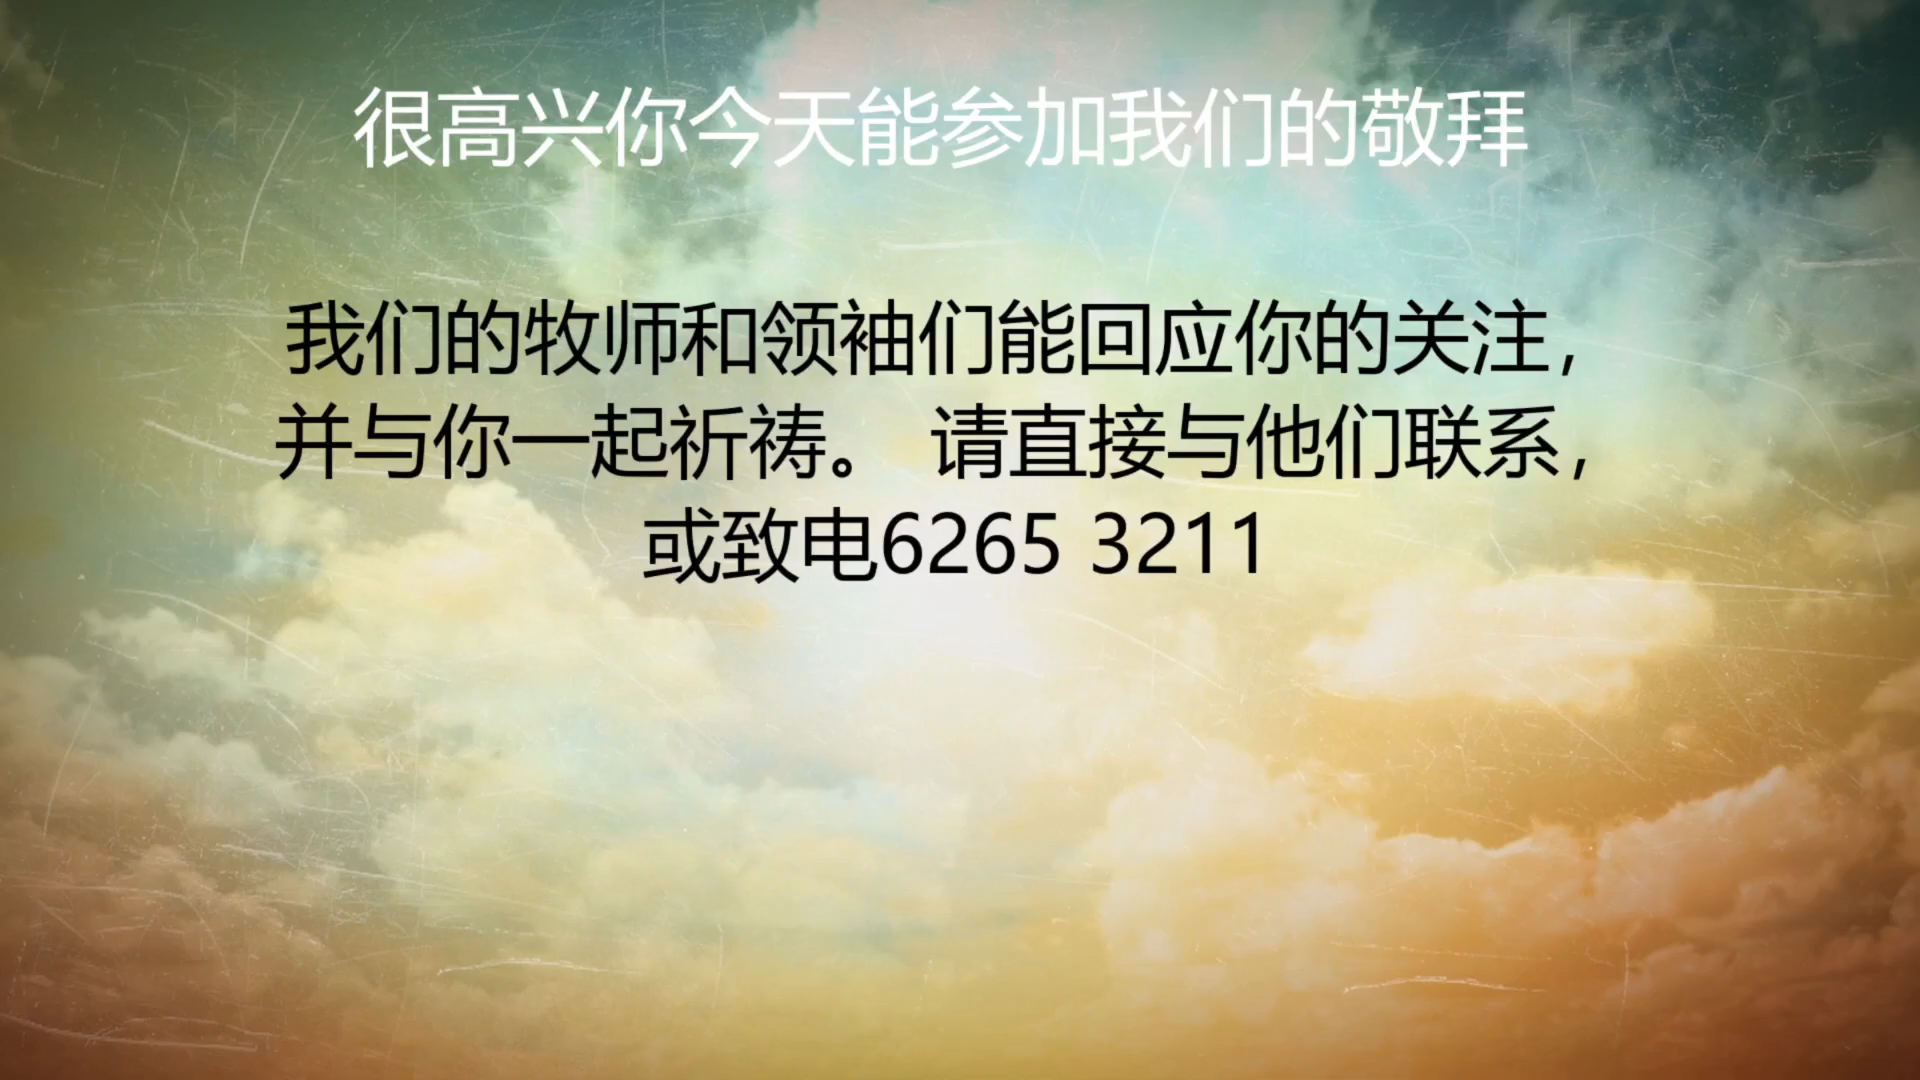 很高兴你今天能参加我们的敬拜
我们的牧师和领袖们能回应你的关注，
并与你一起祈祷。 请直接与他们联系，
或致电6265 3211